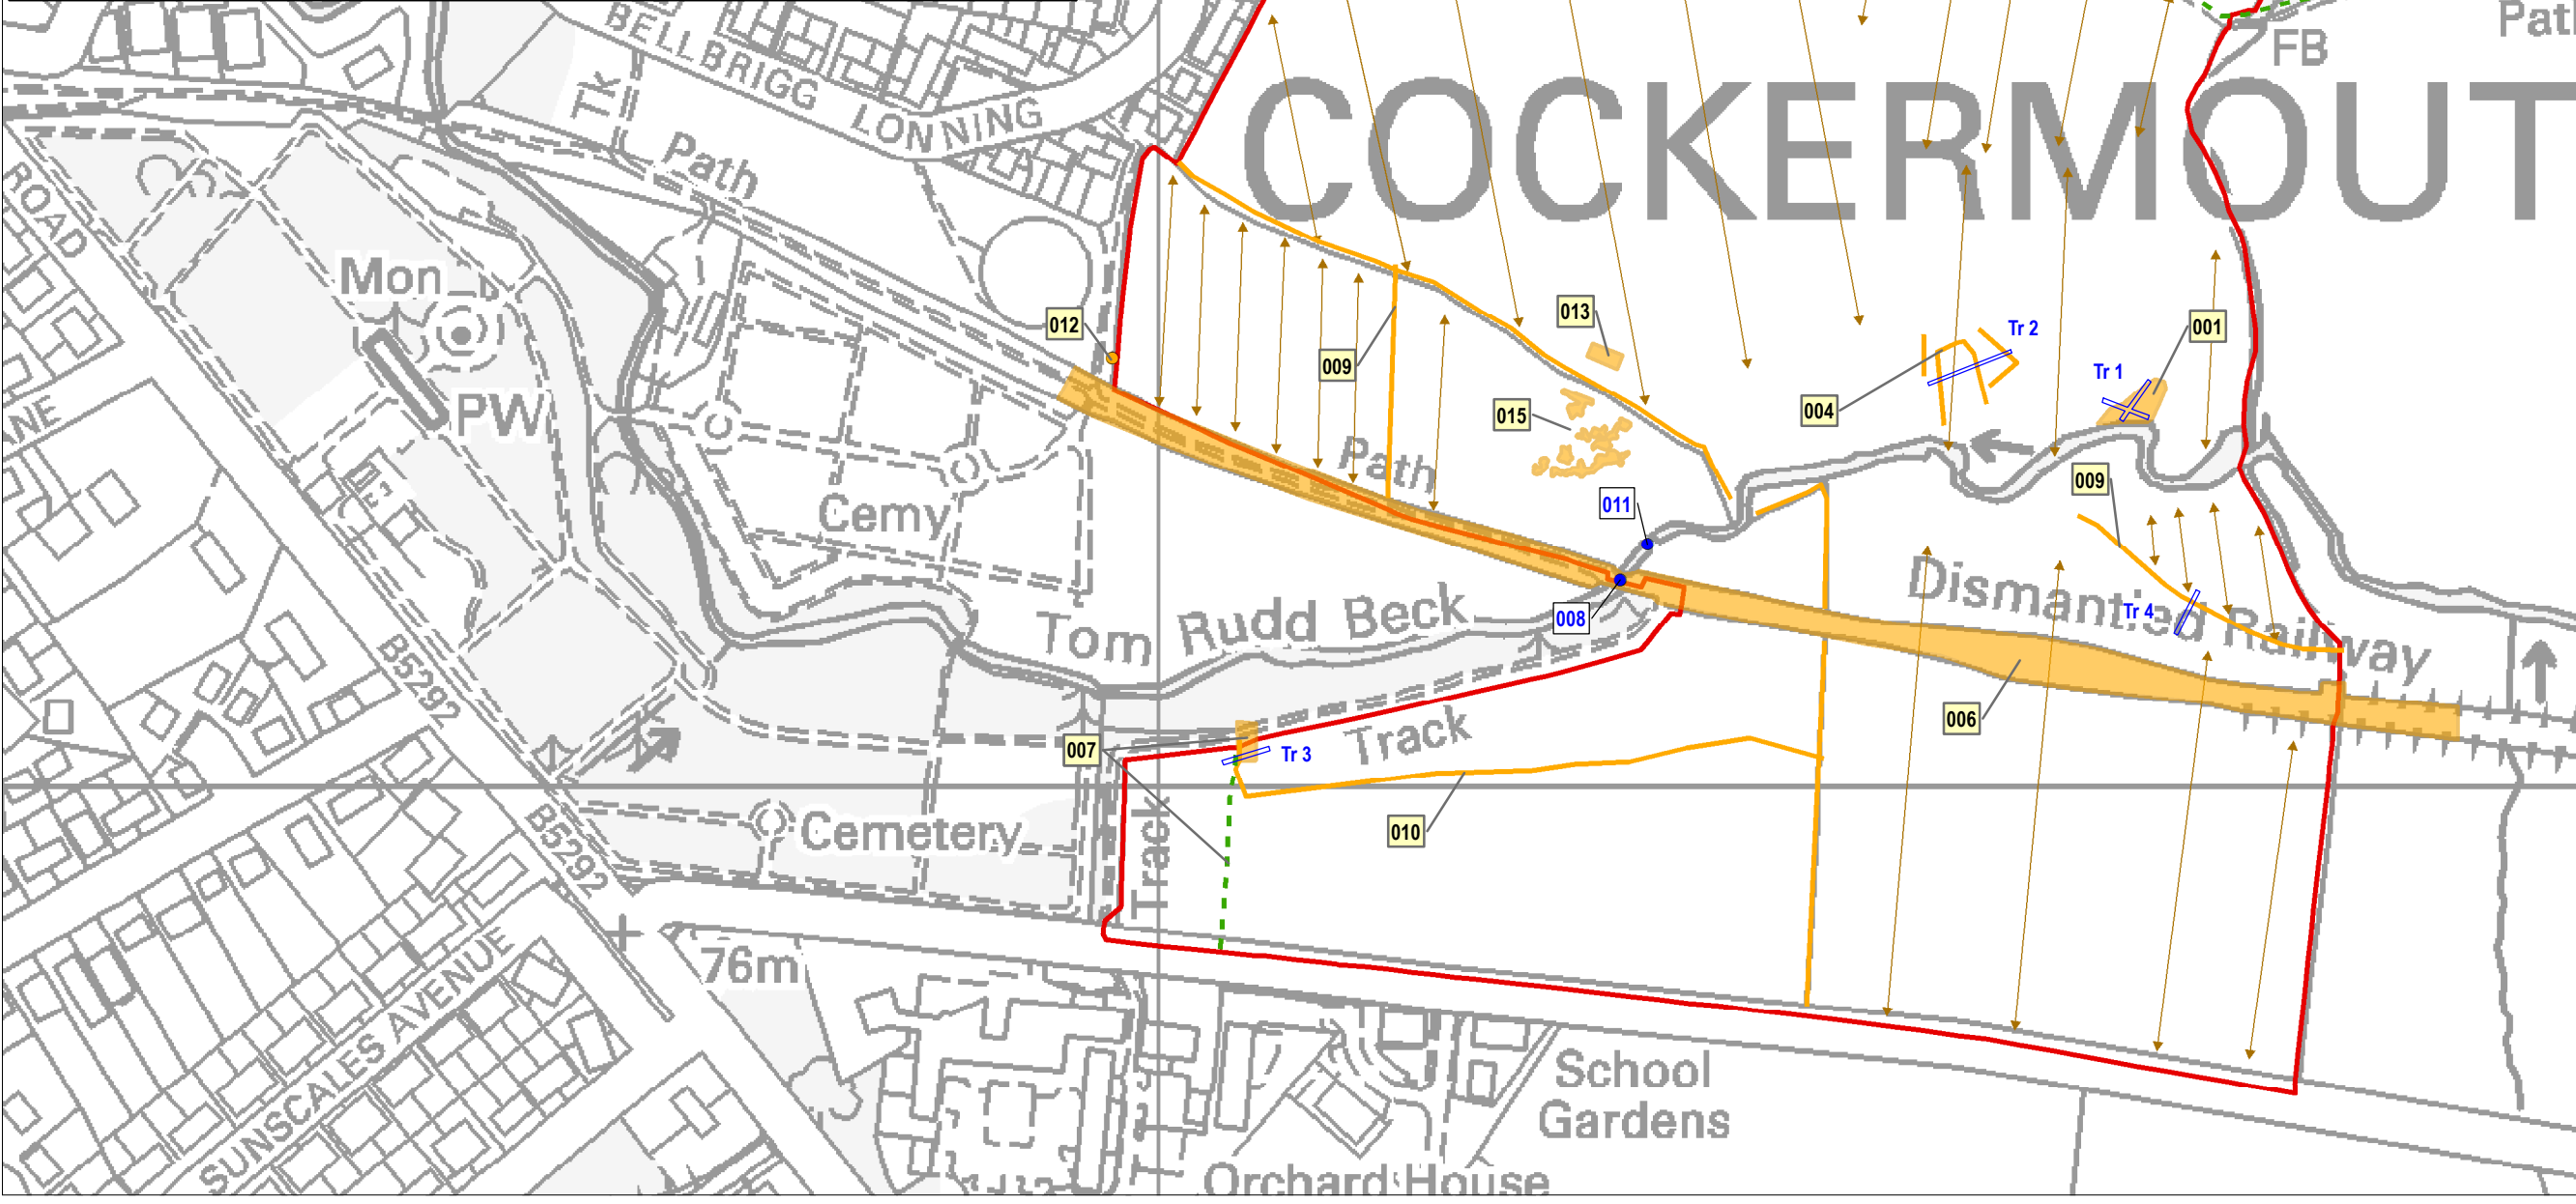 BELLBRIGG LONNING
TK
Path
FB
Path
COCKERMOUT
ROAD
Mon
PW
ANE
012
009
013
015
004
Tr 2
Tr 1
001
Path
Cemy
011
009
008
Tom Rudd Beck
Dismantled Railway
Tr 4
006
B5292
007
Tr 3
Track
010
Track
Cemetery
B5292
76m
SUNSCALES AVENUE
School
Gardens
Orchard House